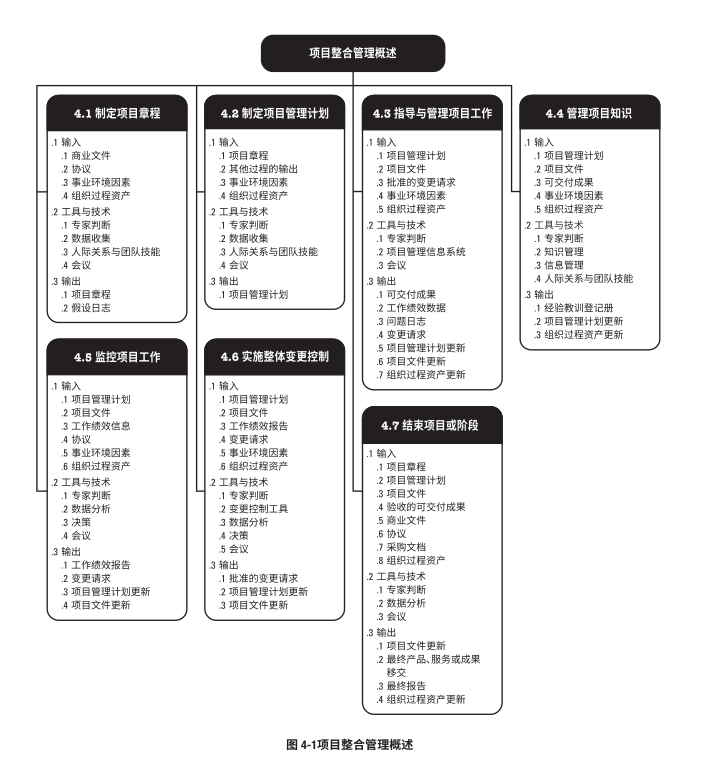 项目整合管理概述
4.1 制定项目章程
.1 输入
.1 商业文件
.2 协议
.3 事业环境因素
.4 组织过程资产
.2 工具与技术
.1 专家判断
.2 数据收集
.3 人际关系与团队技能
.4 会议
.3 输出
.1 项目章程
.2 假设日志
4.2 制定项目管理计划
.1 输入
.1 项目章程
.2 其他过程的输出
.3 事业环境因素
.4 组织过程资产
.2 工具与技术
.1 专家判断
.2 数据收集
.3 人际关系与团队技能
.4 会议
.3 输出
.1 项目管理计划
4.3 指导与管理项目工作
.1 输入
.1 项目管理计划
.2 项目文件
.3 批准的变更请求
.4 事业环境因素
.5 组织过程资产
.2 工具与技术
.1 专家判断
.2 项目管理信息系统
.3 会议
.3 输出
.1 可交付成果
.2 工作绩效数据
.3 问题日志
.4 变更请求
.5 项目管理计划更新
.6 项目文件更新
.7 组织过程资产更新
4.4 管理项目知识
.1 输入
.1 项目管理计划
.2 项目文件
.3 可交付成果
.4 事业环境因素
.5 组织过程资产
.2 工具与技术
.1 专家判断
.2 知识管理
.3 信息管理
.4 人际关系与团队技能
.3 输出
.1 经验教训登记册
.2 项目管理计划更新
.3 组织过程资产更新
4.5 监控项目工作
.1 输入
.1 项目管理计划
.2 项目文件
.3 工作绩效信息
.4 协议
.5 事业环境因素
.6 组织过程资产
.2 工具与技术
.1 专家判断
.2 数据分析
.3 决策
.4 会议
.3 输出
.1 工作绩效报告
.2 变更请求
.3 项目管理计划更新
.4 项目文件更新
4.6 实施整体变更控制
.1 输入
.1 项目管理计划
.2 项目文件
.3 工作绩效报告
.4 变更请求
.5 事业环境因素
.6 组织过程资产
.2 工具与技术
.1 专家判断
.2 变更控制工具
.3 数据分析
.4 决策
.5 会议
.3 输出
.1 批准的变更请求
.2 项目管理计划更新
.3 项目文件更新
4.7 结束项目或阶段
.1 输入
.1 项目章程
.2 项目管理计划
.3 项目文件
.4 验收的可交付成果
.5 商业文件
.6 协议
.7 采购文档
.8 组织过程资产
.2 工具与技术
.1 专家判断
.2 数据分析
.3 会议
.3 输出
.1 项目文件更新
.2 最终产品、服务或成果
移交
.3 最终报告
.4 组织过程资产更新
图 4-1项目整合管理概述